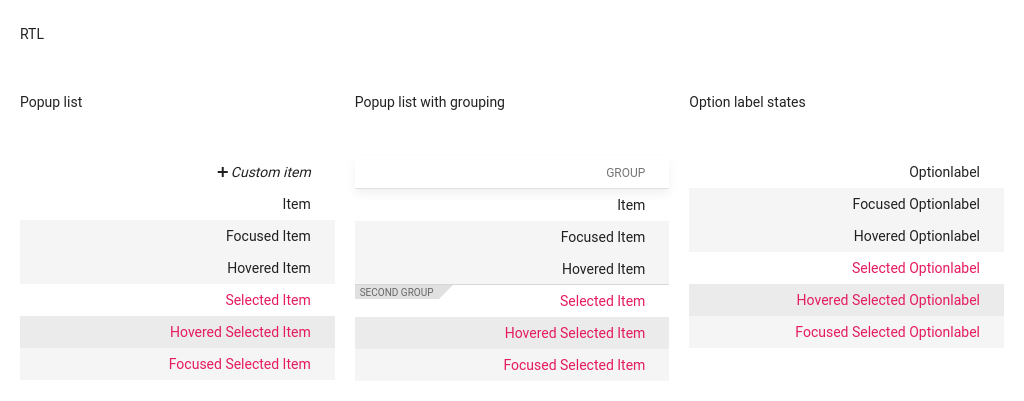 RTL
Popup list
+ Custom item
Item
Focused Item
Hovered Item
Selected Item
Hovered Selected Item
Focused Selected Item
Popup list with grouping
GROUP
Item
Focused Item
Hovered Item
SECOND GROUP
Selected Item
Hovered Selected Item
Focused Selected Item
Option label states
Optionlabel
Focused Optionlabel
Hovered Optionlabel
Selected Optionlabel
Hovered Selected Optionlabel
Focused Selected Optionlabel